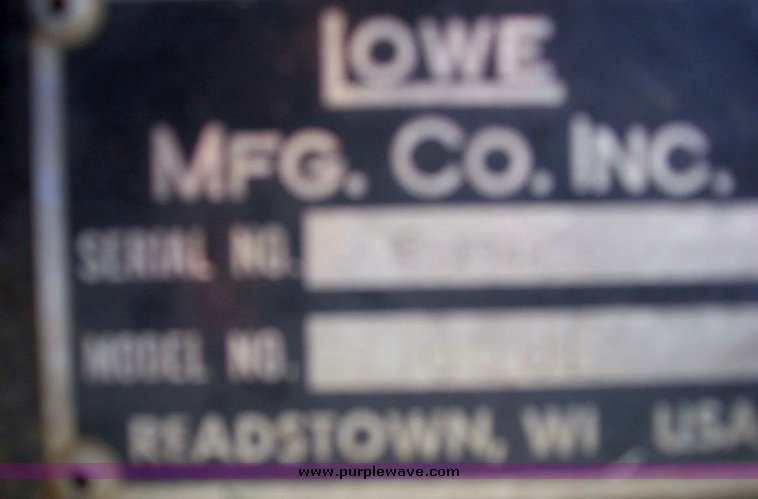 LOWE
MFG. CO. INC.
SERIAL NO.
MODEL NO.
READSTOWN, WI USA
www.purplewave.com